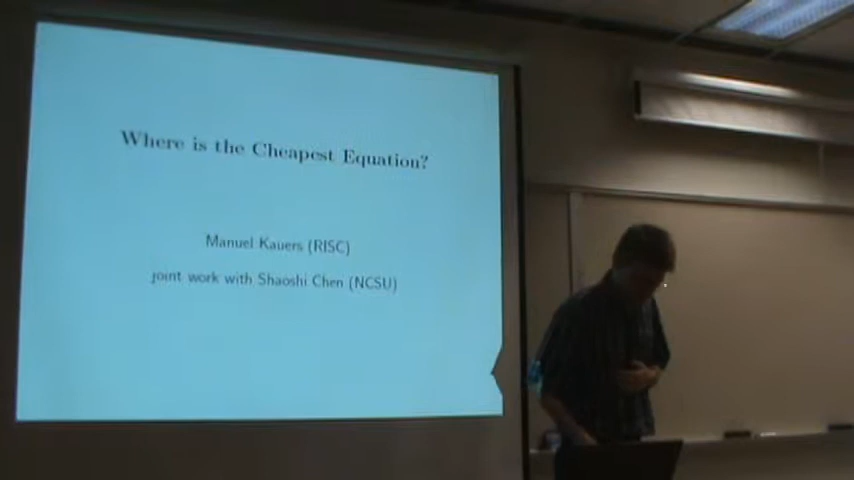 Where is the Cheapest Equation?
Manuel Kauers (RISC)
joint work with Shaoshi Chen (NCSU)